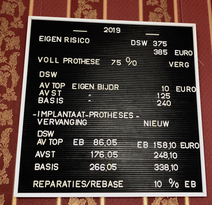 2019
EIGEN RISICO DSW 375
385 EURO
VOLL PROTHESE 75 % VERG
DSW
AV TOP EIGEN BIJDR 10 EURO
AV ST " 125
BASIS " 240
-IMPLANTAAT-PROTHESES-
VERVANGING NIEUW
DSW
AV TOP EB 86,05 EB 158,10 EURO
AVST 176,05 248,10
BASIS 266,05 338,10
REPARATIES/REBASE 10 % EB